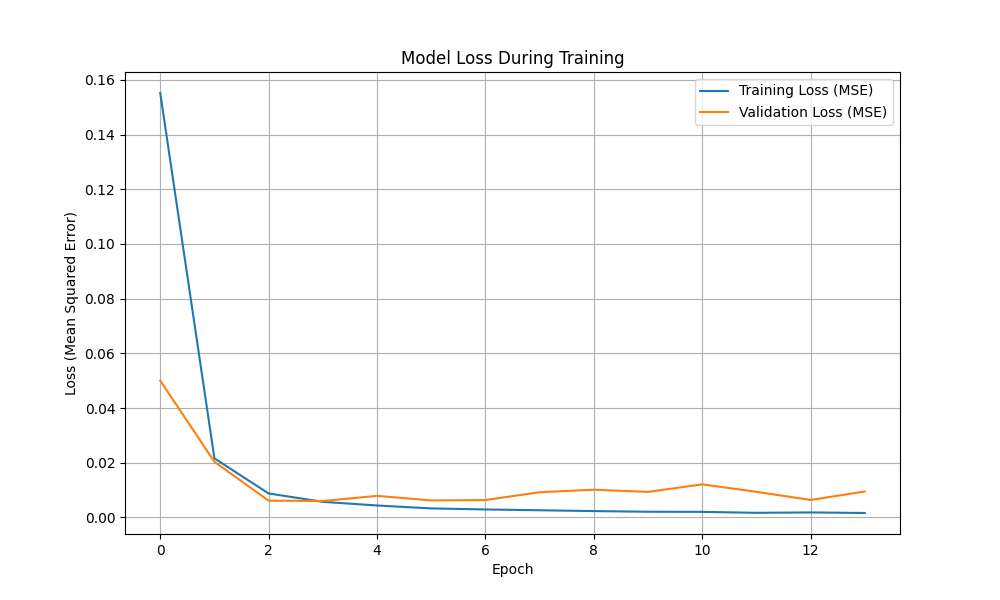 Model Loss During Training
Training Loss (MSE)
Validation Loss (MSE)
0.16
0.14
0.12
0.10
0.08
0.06
0.04
0.02
0.00
Loss (Mean Squared Error)
0 2 4 6 8 10 12
Epoch